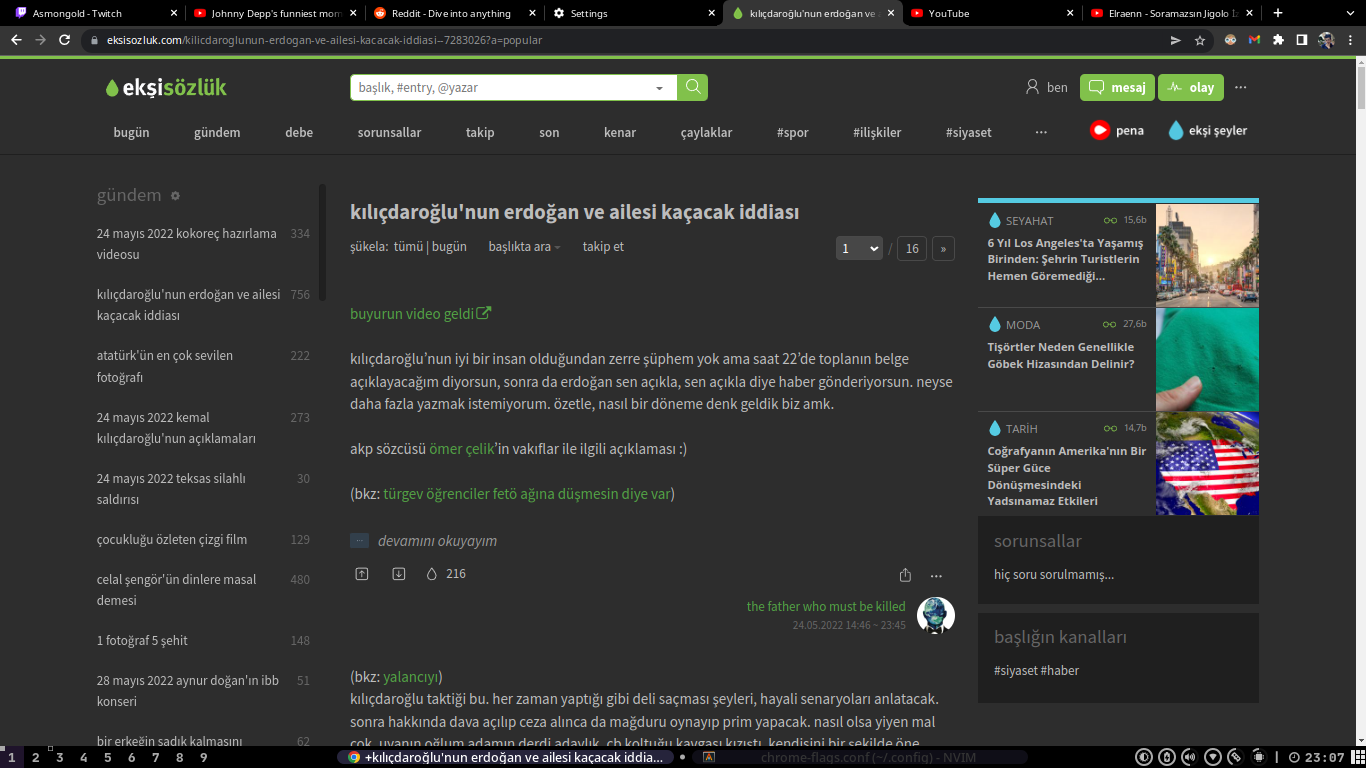 Asmongold - Twitch
Johnny Depp's funniest mom
Reddit - Dive into anything
Settings
kılıçdaroğlu'nun erdoğan ve a
YouTube
Elraenn - Soramazsın Jigolo
eksisozluk.com/kilicdaroglunun-erdogan-ve-ailesi-kacacak-iddiasi--7283026?a=popular
ekşisözlük
başlık, #entry, @yazar
ben
mesaj
olay
bugün
gündem
debe
sorunsallar
takip
son
kenar
çaylaklar
#spor
#ilişkiler
#siyaset
pena
ekşi şeyler
gündem
24 mayıs 2022 kokoreç hazırlama 334
videosu
kılıçdaroğlu'nun erdoğan ve ailesi 756
kaçacak iddiası
atatürk'ün en çok sevilen 222
fotoğrafı
24 mayıs 2022 kemal 273
kılıçdaroğlu'nun açıklamaları
24 mayıs 2022 teksas silahlı 30
saldırısı
çocukluğu özleten çizgi film 129
celal şengör'ün dinlere masal 480
demesi
1 fotoğraf 5 şehit 148
28 mayıs 2022 aynur doğan'ın ibb 51
konseri
bir erkeğin sadık kalmasını 62
kılıçdaroğlu'nun erdoğan ve ailesi kaçacak iddiası
şükela: tümü | bugün
başlıkta ara
takip et
1 / 16 »
buyurun video geldi
kılıçdaroğlu’nun iyi bir insan olduğundan zerre şüphem yok ama saat 22’de toplanın belge
açıklayacağım diyorsun, sonra da erdoğan sen açıkla, sen açıkla diye haber gönderiyorsun. neyse
daha fazla yazmak istemiyorum. özetle, nasıl bir döneme denk geldik biz amk.
akp sözcüsü ömer çelik’in vakıflar ile ilgili açıklaması :)
(bkz: türgev öğrenciler fetö ağına düşmesin diye var)
... devamını okuyayım
216
the father who must be killed
24.05.2022 14:46 ~ 23:45
(bkz: yalancıyı)
kılıçdaroğlu taktiği bu. her zaman yaptığı gibi deli saçması şeyleri, hayali senaryoları anlatacak.
sonra hakkında dava açılıp ceza alınca da mağduru oynayıp prim yapacak. nasıl olsa yiyen mal
çok. uyanın oğlum adamın derdi adaylık. cb koltuğu kavgası kızıştı. kendisini bir şekilde öne
SEYAHAT 15,6b
6 Yıl Los Angeles'ta Yaşamış
Birinden: Şehrin Turistlerin
Hemen Göremediği...
MODA 27,6b
Tişörtler Neden Genellikle
Göbek Hizasından Delinir?
TARİH 14,7b
Coğrafyanın Amerika'nın Bir
Süper Güce
Dönüşmesindeki
Yadsınamaz Etkileri
sorunsallar
hiç soru sorulmamış...
başlığın kanalları
#siyaset #haber
1 2 3 4 5 6 7 8 9
+kılıçdaroğlu'nun erdoğan ve ailesi kaçacak iddia...
chrome-flags.conf (~/.config) - NVIM
23:07